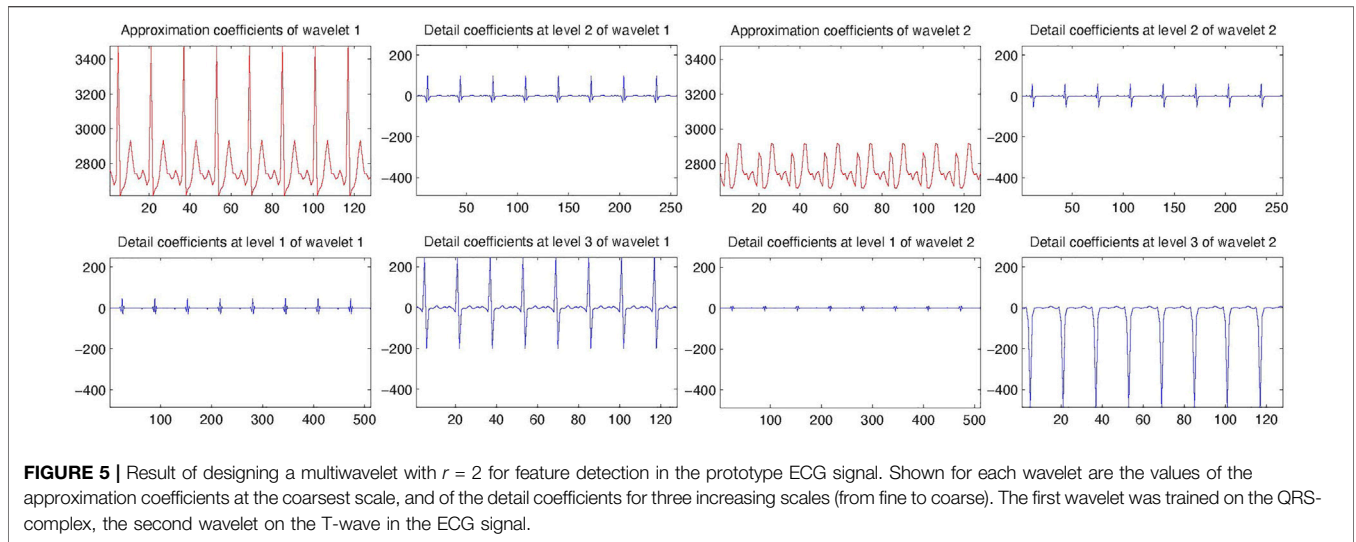 Approximation coefficients of wavelet 1
Detail coefficients at level 2 of wavelet 1
Approximation coefficients of wavelet 2
Detail coefficients at level 2 of wavelet 2
3400
3200
3000
2800
20 40 60 80 100 120
200
0
−200
−400
50 100 150 200 250
3400
3200
3000
2800
20 40 60 80 100 120
200
0
−200
−400
50 100 150 200 250
Detail coefficients at level 1 of wavelet 1
Detail coefficients at level 3 of wavelet 1
Detail coefficients at level 1 of wavelet 2
Detail coefficients at level 3 of wavelet 2
200
0
−200
−400
100 200 300 400 500
200
0
−200
−400
20 40 60 80 100 120
200
0
−200
−400
100 200 300 400 500
200
0
−200
−400
20 40 60 80 100 120
FIGURE 5 | Result of designing a multiwavelet with r = 2 for feature detection in the prototype ECG signal. Shown for each wavelet are the values of the
approximation coefficients at the coarsest scale, and of the detail coefficients for three increasing scales (from fine to coarse). The first wavelet was trained on the QRS-
complex, the second wavelet on the T-wave in the ECG signal.